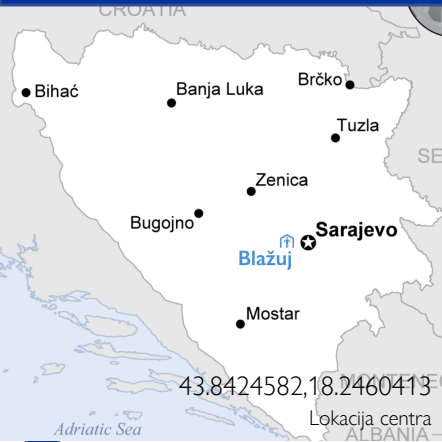 CROATIA
Bihać
Banja Luka
Brčko
Tuzla
SE
Zenica
Bugojno
Sarajevo
Blažuj
Mostar
43.8424582,18.2460413
MONTENEG
Lokacija centra
Adriatic Sea
ALBANIA